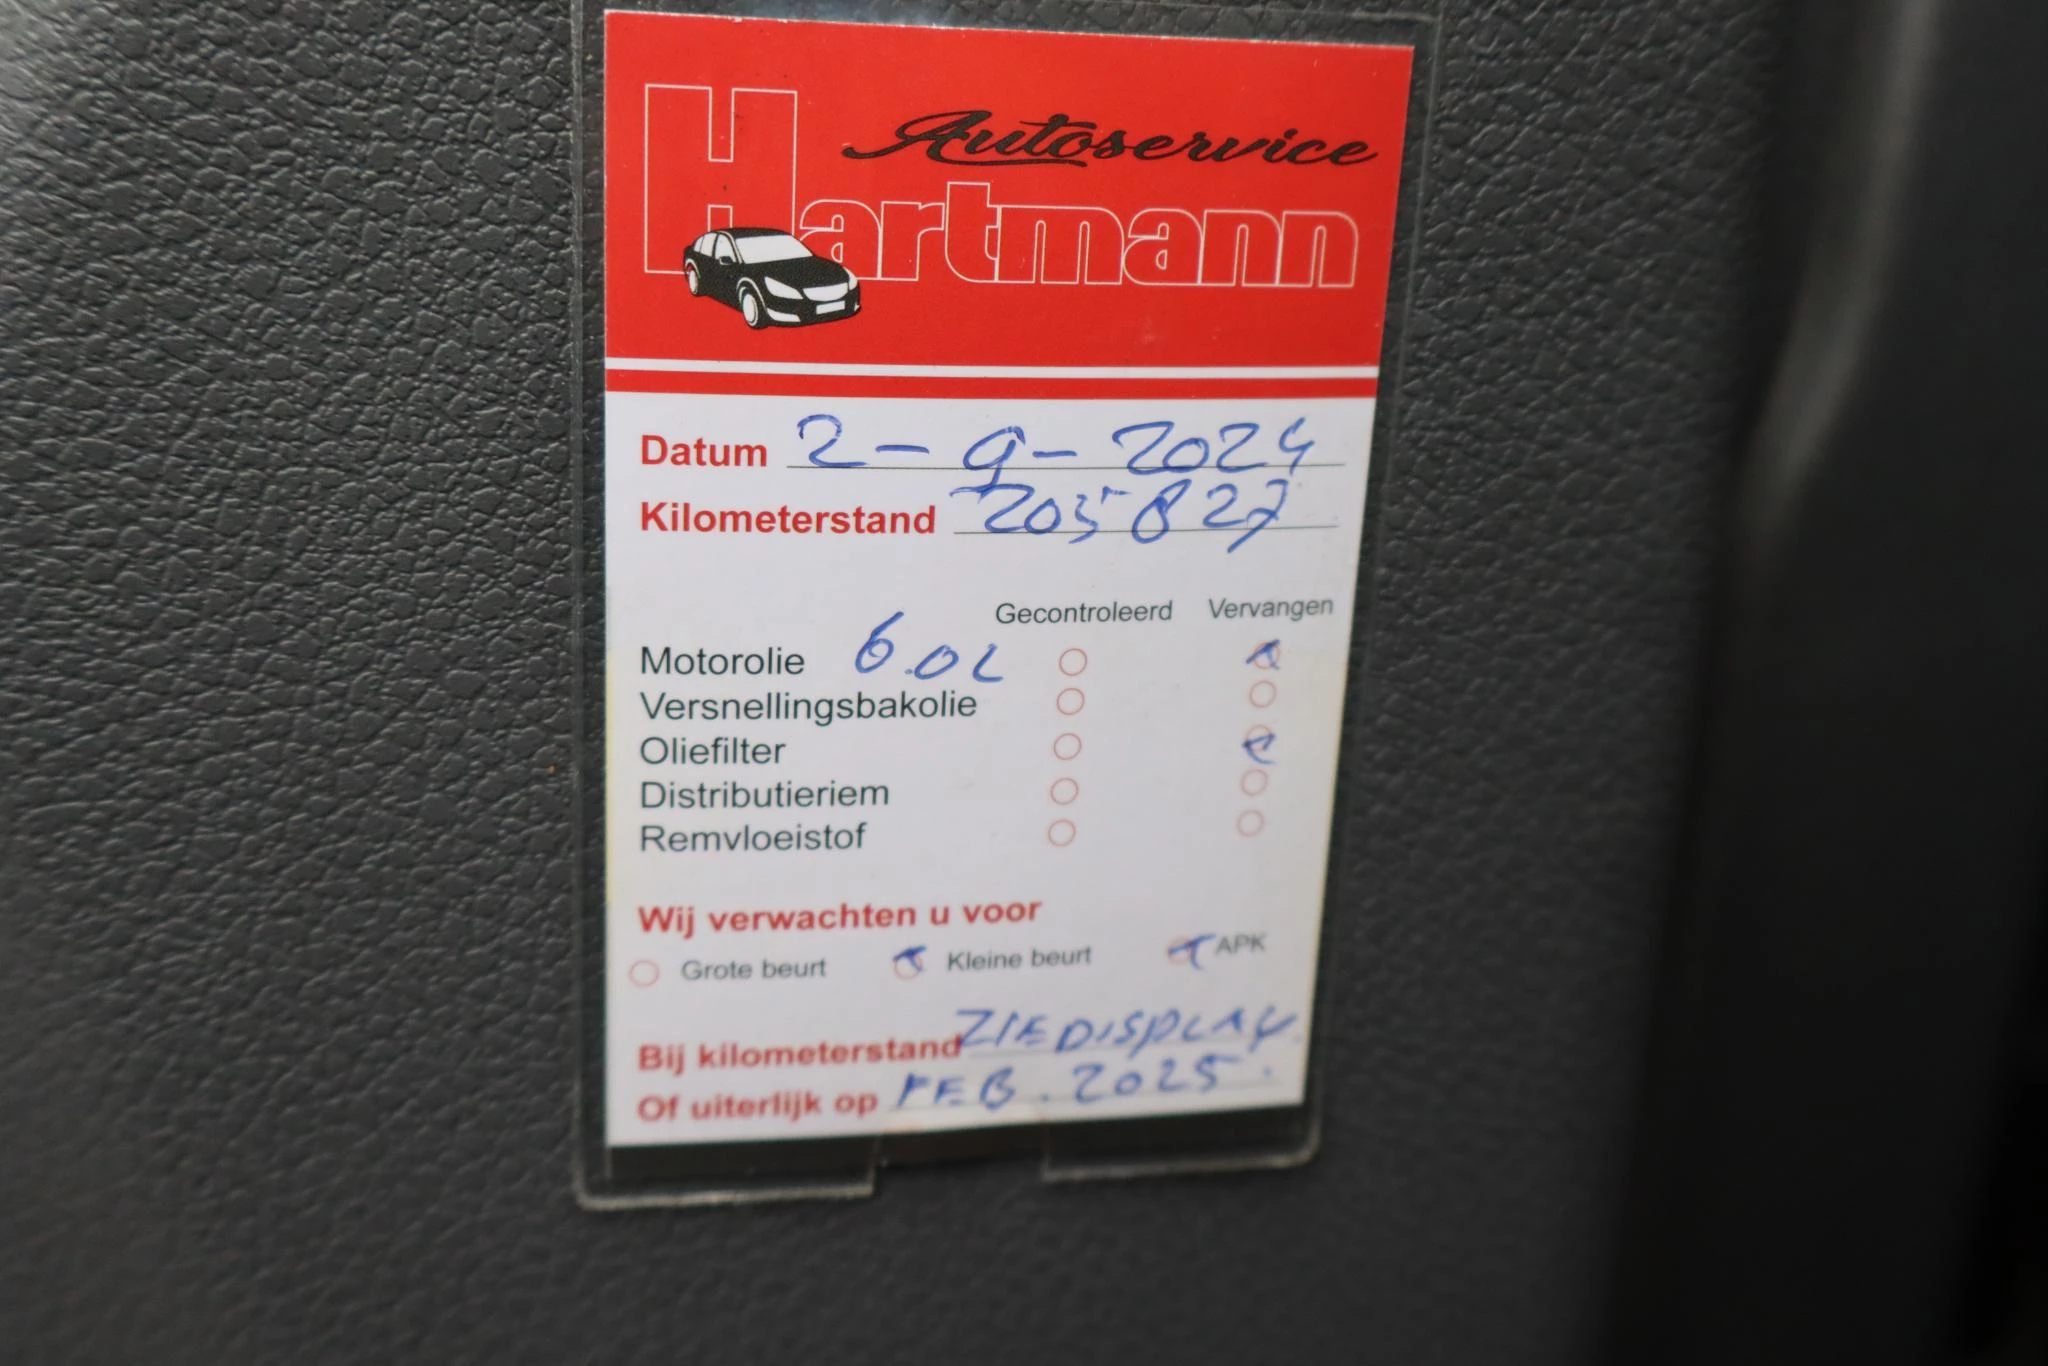 Autoservice
Hartmann
Datum 2-9-2024
Kilometerstand 205827
Gecontroleerd Vervangen
Motorolie 6.0L
Versnellingsbakolie
Oliefilter
Distributieriem
Remvloeistof
Wij verwachten u voor
Grote beurt Kleine beurt APK
Bij kilometerstand ZIE DISPLAY
Of uiterlijk op FEB. 2025.